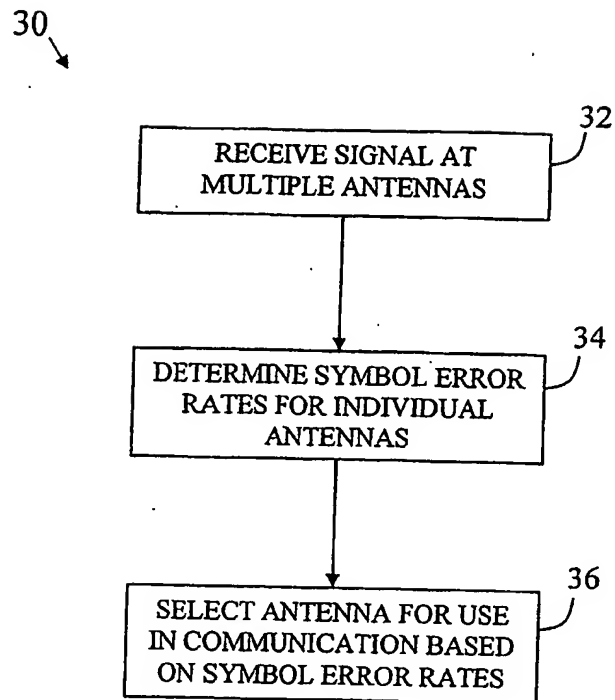 30
32
RECEIVE SIGNAL AT
MULTIPLE ANTENNAS
34
DETERMINE SYMBOL ERROR
RATES FOR INDIVIDUAL
ANTENNAS
36
SELECT ANTENNA FOR USE
IN COMMUNICATION BASED
ON SYMBOL ERROR RATES